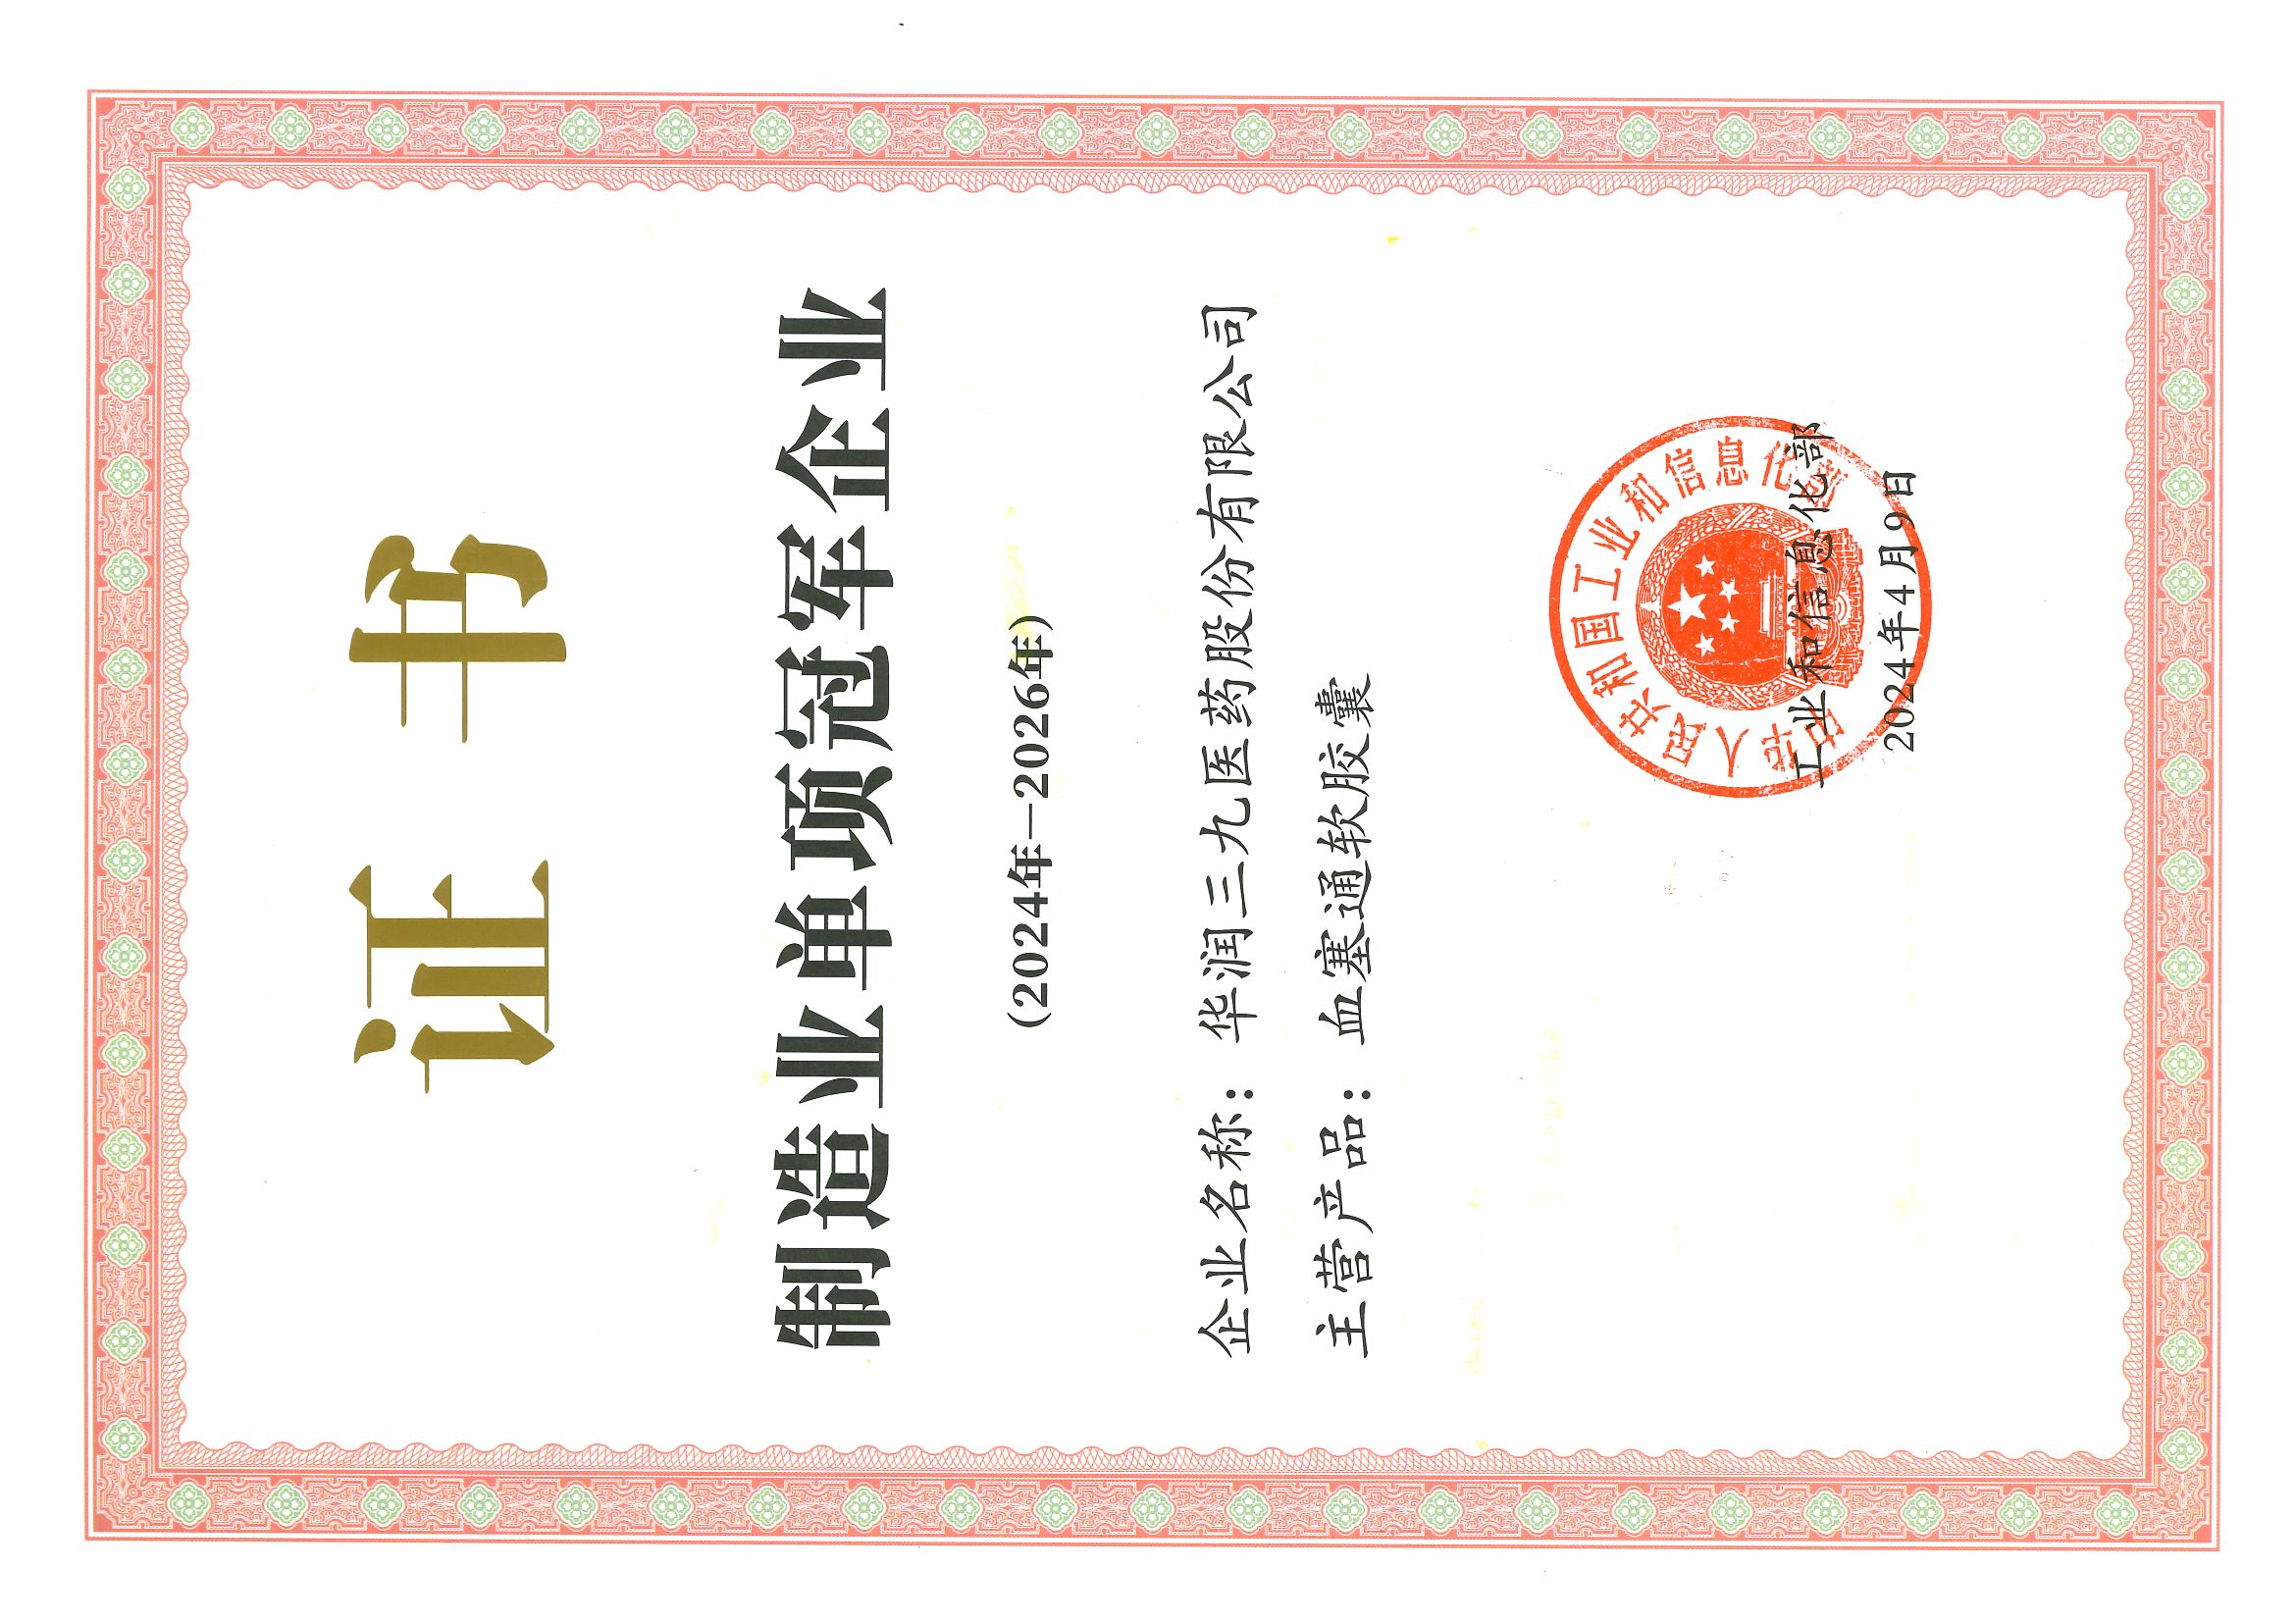 证书
制造业单项冠军企业
(2024年—2026年)
企业名称：华润三九医药股份有限公司
主营产品：血塞通软胶囊
中华人民共和国工业和信息化部
工业和信息化部
2024年4月9日